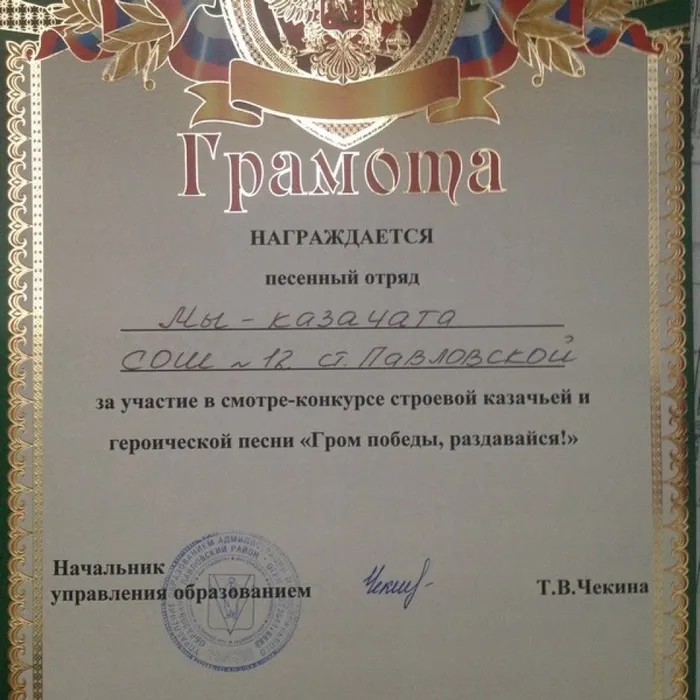 Грамота
НАГРАЖДАЕТСЯ
песенный отряд
Мы - казачата
СОШ № 12 ст. Павловской
за участие в смотре-конкурсе строевой казачьей и
героической песни «Гром победы, раздавайся!»
Начальник
управления образованием
Т.В.Чекина